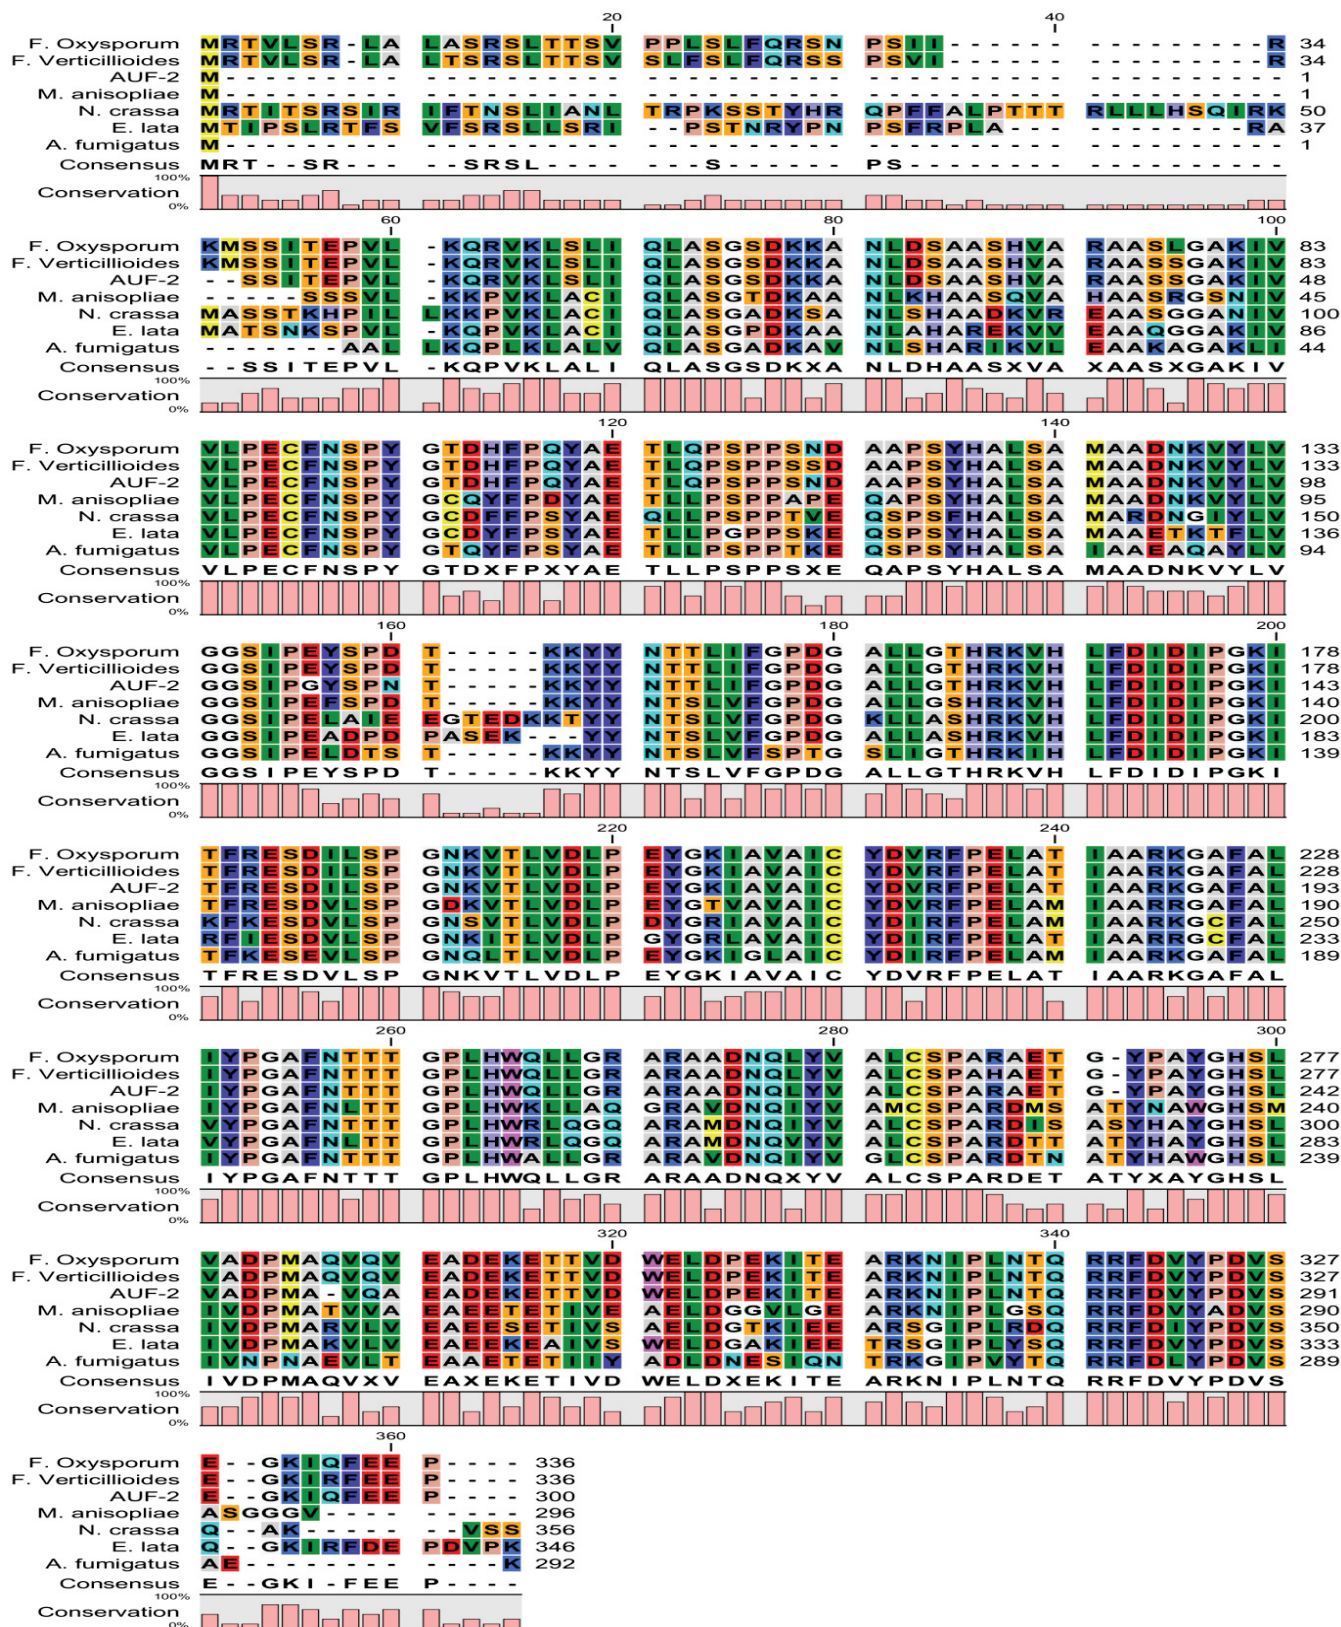 20 40
F. Oxysporum MRTVLSR-LA LASRSLTTSV PPLSLFQRSN PSII------ ---------R 34
F. Verticillioides MRTVLSR-LA LTSRSLTTSV SLFSLFQRSS PSVI------ ---------R 34
AUF-2 M--------- ---------- ---------- ---------- ---------- 1
M. anisopliae M--------- ---------- ---------- ---------- ---------- 1
N. crassa MRTITSRSIR IFTNSLIANL TRPKSSTYHR QPFFALPTTT RLLLHSQIRK 50
E. lata MTIPSLRTFS VFSRSLLSRI --PSTNRYPN PSFRPLA--- --------RA 37
A. fumigatus M--------- ---------- ---------- ---------- ---------- 1
Consensus MRT--SR--- --SRSL---- ----S----- PS-------- ----------
100%
Conservation
0%
60 80 100
F. Oxysporum KMSSITEPVL -KQRVKLSLI QLASGSDKKA NLDSAASHVA RAASLGAKIV 83
F. Verticillioides KMSSITEPVL -KQRVKLSLI QLASGSDKKA NLDSAASHVA RAASSGAKIV 83
AUF-2 --SSITEPVL -KQRVKLSLI QLASGSDKKA NLDSAASHVA RAASSGAKIV 48
M. anisopliae -----SSSVL -KKPVKLACI QLASGTDKAA NLKHAASQVA HAASRGSNIV 45
N. crassa MASSTKHPIL LKKPVKLACI QLASGADKSA NLSHAADKVR EAASGGANIV 100
E. lata MATSNKSPVL -KQPVKLACI QLASGPDKAA NLAHAREKVV EAAQGGAKIV 86
A. fumigatus -------AAL LKQPLKLALV QLASGADKAV NLSHARIKVL EAAKAGAKLI 44
Consensus --SSITEPVL -KQPVKLALI QLASGSDKXA NLDHAASXVA XAASXGAKIV
100%
Conservation
0%
120 140
F. Oxysporum VLPECFNSPY GTDHFPQYAE TLQPSPPSND AAPSYHALSA MAADNKVYLV 133
F. Verticillioides VLPECFNSPY GTDHFPQYAE TLQPSPPSSD AAPSYHALSA MAADNKVYLV 133
AUF-2 VLPECFNSPY GTDHFPQYAE TLQPSPPSND AAPSYHALSA MAADNKVYLV 98
M. anisopliae VLPECFNSPY GCQYFPDYAE TLLPSPPAPE QAPSYHALSA MAADNKVYLV 95
N. crassa VLPECFNSPY GCDFFPSYAE QLLPSPPTVE QSPSFHALSA MARDNGIYLV 150
E. lata VLPECFNSPY GCDYFPSYAE TLLPGPPSKE QSPSYHALSA MAAETKTFLV 136
A. fumigatus VLPECFNSPY GTQYFPSYAE TLLPSPPTKE QSPSYHALSA IAAEAQAYLV 94
Consensus VLPECFNSPY GTDXFPXYAE TLLPSPPSXE QAPSYHALSA MAADNKVYLV
100%
Conservation
0%
160 180 200
F. Oxysporum GGSIPEYSPD T-----KKYY NTTLIFGPDG ALLGTHRKVH LFDIDIPGKI 178
F. Verticillioides GGSIPEYSPD T-----KKYY NTTLIFGPDG ALLGTHRKVH LFDIDIPGKI 178
AUF-2 GGSIPGYSPN T-----KKYY NTTLIFGPDG ALLGTHRKVH LFDIDIPGKI 143
M. anisopliae GGSIPEFSPD T-----KKYY NTSLVFGPDG ALLGSHRKVH LFDIDIPGKI 140
N. crassa GGSIPELAIE EGTEDKKTYY NTSLVFGPDG KLLASHRKVH LFDIDIPGKI 200
E. lata GGSIPEADPD PASEK---YY NTSLVFGPDG ALLASHRKVH LFDIDIPGKI 183
A. fumigatus GGSIPELDTS T-----KKYY NTSLVFSPTG SLIGTHRKIH LFDIDIPGKI 139
Consensus GGSIPEYSPD T-----KKYY NTSLVFGPDG ALLGTHRKVH LFDIDIPGKI
100%
Conservation
0%
220 240
F. Oxysporum TFRESDILSP GNKVTLVDLP EYGKIAVAIC YDVRFPELAT IAARKGAFAL 228
F. Verticillioides TFRESDILSP GNKVTLVDLP EYGKIAVAIC YDVRFPELAT IAARKGAFAL 228
AUF-2 TFRESDILSP GNKVTLVDLP EYGKIAVAIC YDVRFPELAT IAARKGAFAL 193
M. anisopliae TFRESDVLSP GDKVTLVDLP EYGTVAVAIC YDVRFPELAM IAARRGAFAL 190
N. crassa KFKESDVLSP GNSVTLVDLP DYGRIAVAIC YDIRFPELAM IAARRGCFAL 250
E. lata RFIESDVLSP GNKITLVDLP GYGRLAVAIC YDIRFPELAT IAARRGCFAL 233
A. fumigatus TFKESEVLSP GNQLTLVDLP EYGKIGLAIC YDIRFPELAM IAARKGAFAL 189
Consensus TFRESDVLSP GNKVTLVDLP EYGKIAVAIC YDVRFPELAT IAARKGAFAL
100%
Conservation
0%
260 280 300
F. Oxysporum IYPGAFNTTT GPLHWQLLGR ARAADNQLYV ALCSPARAET G-YPAYGHSL 277
F. Verticillioides IYPGAFNTTT GPLHWQLLGR ARAADNQLYV ALCSPAHAET G-YPAYGHSL 277
AUF-2 IYPGAFNTTT GPLHWQLLGR ARAADNQLYV ALCSPARAET G-YPAYGHSL 242
M. anisopliae IYPGAFNLTT GPLHWKLLAQ GRAVDNQIYV AMCSPARDMS ATYNAWGHSM 240
N. crassa VYPGAFNTTT GPLHWRLQGQ ARAMDNQIYV ALCSPARDIS ASYHAYGHSL 300
E. lata VYPGAFNLTT GPLHWRLQGQ ARAMDNQVYV ALCSPARDTT ATYHAYGHSL 283
A. fumigatus IYPGAFNTTT GPLHWALLGR ARAVDNQIYV GLCSPARDTN ATYHAWGHSL 239
Consensus IYPGAFNTTT GPLHWQLLGR ARAADNQXYV ALCSPARDET ATYXAYGHSL
100%
Conservation
0%
320 340
F. Oxysporum VADPMAQVQV EADEKETTVD WELDPEKITE ARKNIPLNTQ RRFDVYPDVS 327
F. Verticillioides VADPMAQVQV EADEKETTVD WELDPEKITE ARKNIPLNTQ RRFDVYPDVS 327
AUF-2 VADPMA-VQA EADEKETTVD WELDPEKITE ARKNIPLNTQ RRFDVYPDVS 291
M. anisopliae IVDPMATVVA EAEETETIVE AELDGGVLGE ARKNIPLGSQ RRFDVYADVS 290
N. crassa IVDPMARVLV EAEESETIVS AELDGTKIEE ARSGIPLRDQ RRFDIYPDVS 350
E. lata IVDPMAKVLV EAEEKEAIVS WELDGAKIEE TRSGIPLYSQ RRFDVYPDVS 333
A. fumigatus IVNPNAEVLT EAAETETIIY ADLDNESIQN TRKGIPVYTQ RRFDLYPDVS 289
Consensus IVDPMAQVXV EAXEKETIVD WELDXEKITE ARKNIPLNTQ RRFDVYPDVS
100%
Conservation
0%
360
F. Oxysporum E--GKIQFEE P---- 336
F. Verticillioides E--GKIRFEE P---- 336
AUF-2 E--GKIQFEE P---- 300
M. anisopliae ASGGGV---- ----- 296
N. crassa Q--AK----- --VSS 356
E. lata Q--GKIRFDE PDVPK 346
A. fumigatus AE-------- ----K 292
Consensus E--GKI-FEE P----
100%
Conservation
0%